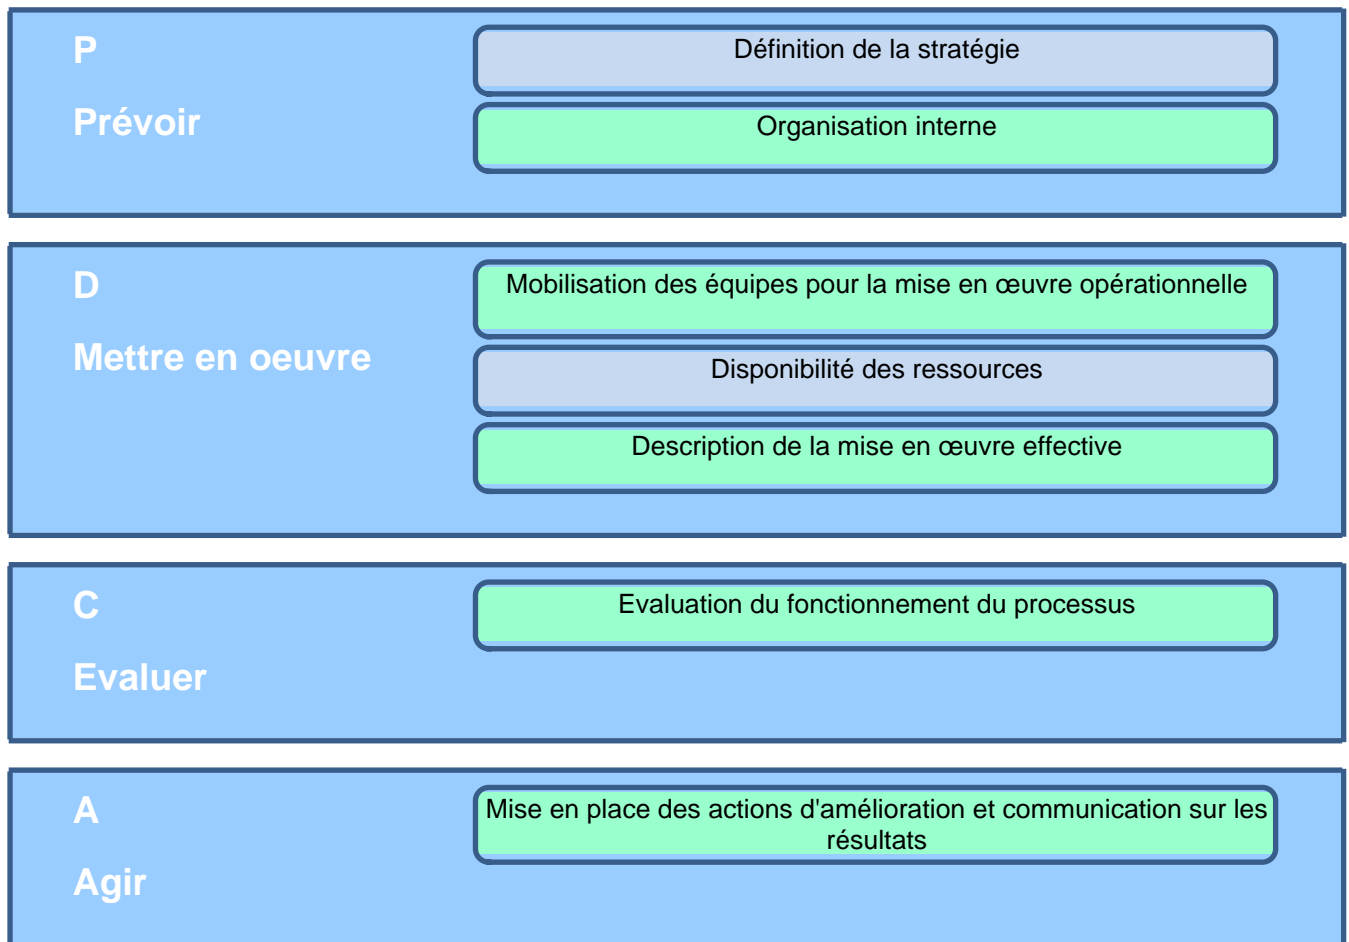 P
Prévoir
Définition de la stratégie
Organisation interne
D
Mettre en oeuvre
Mobilisation des équipes pour la mise en œuvre opérationnelle
Disponibilité des ressources
Description de la mise en œuvre effective
C
Evaluer
Evaluation du fonctionnement du processus
A
Agir
Mise en place des actions d'amélioration et communication sur les
résultats